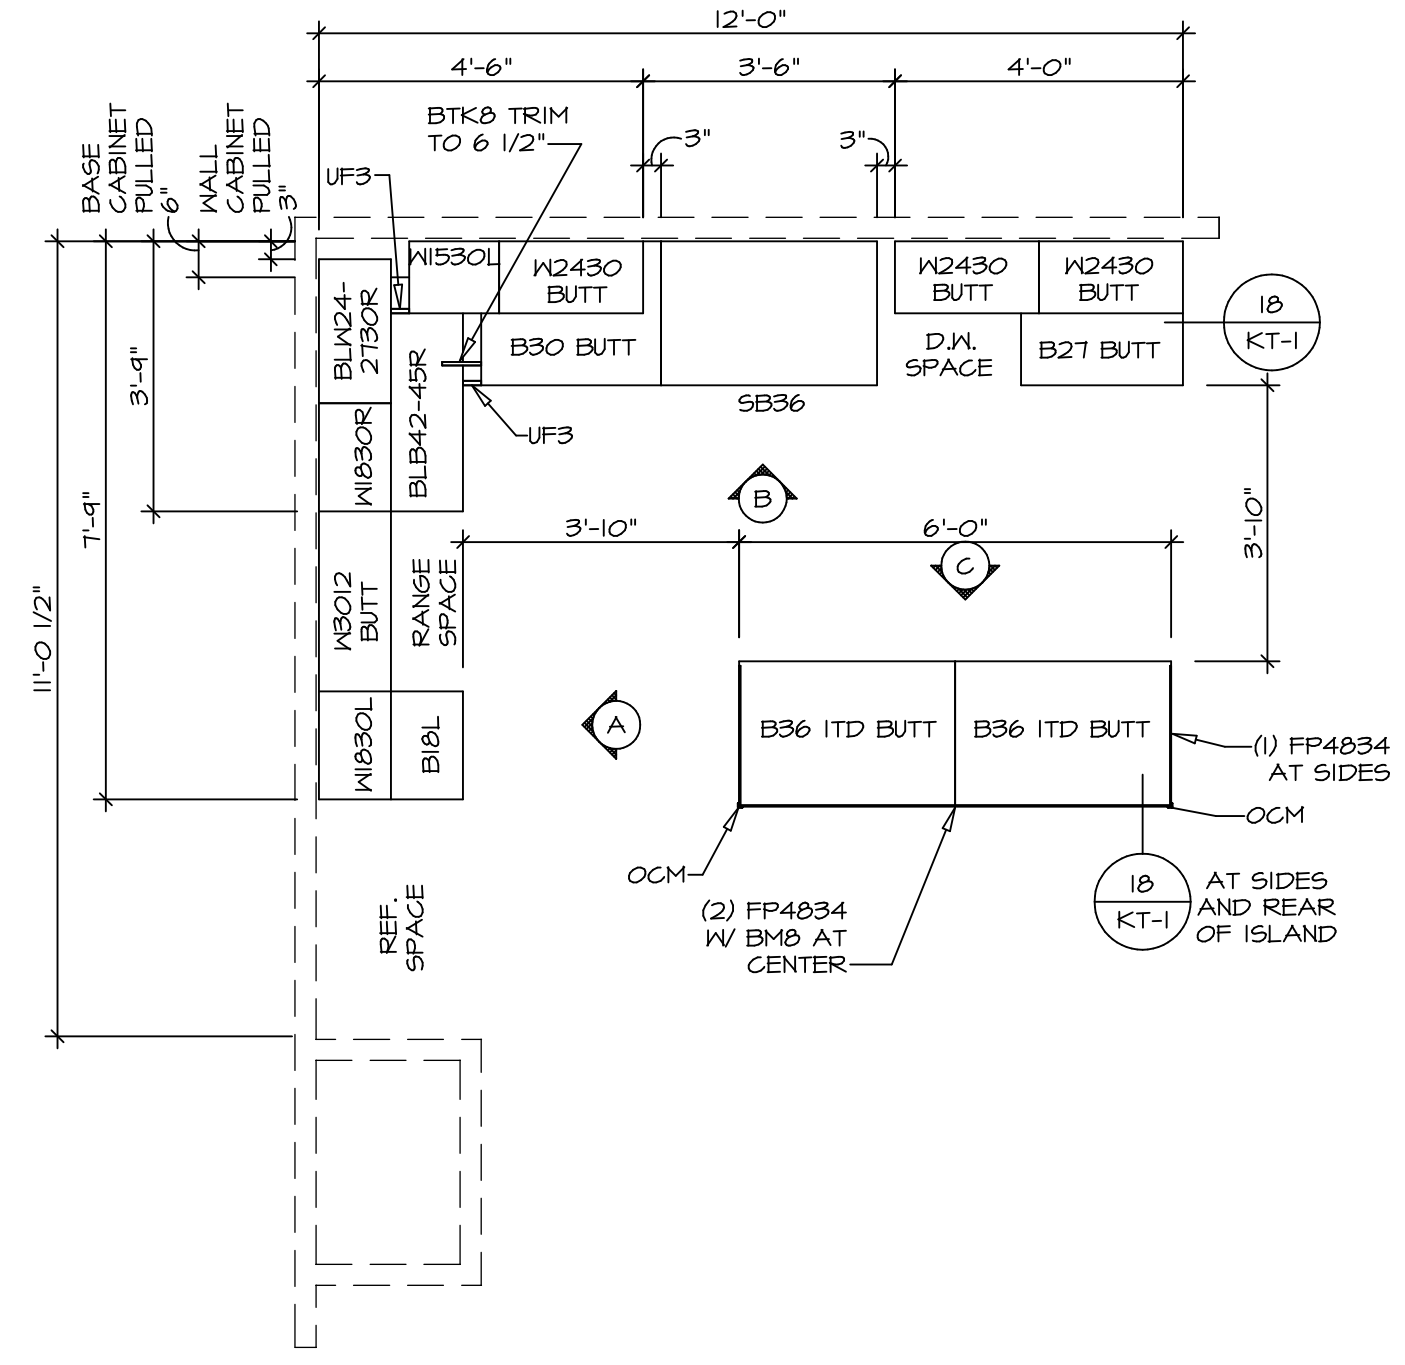 12'-0"
4'-6"
3'-6"
4'-0"
BTK8 TRIM
TO 6 1/2"
3"
3"
BASE
CABINET
PULLED
6"
WALL
CABINET
PULLED
3"
UF3
W1530L
W2430
BUTT
W2430
BUTT
W2430
BUTT
BLW24-
2730R
B30 BUTT
D.W.
SPACE
B27 BUTT
18
KT-1
3'-9"
BLB42-45R
SB36
W1830R
UF3
7'-9"
B
3'-10"
6'-0"
3'-10"
C
11'-0 1/2"
W3012
BUTT
RANGE
SPACE
W1830L
B18L
A
B36 1TD BUTT
B36 1TD BUTT
(1) FP4834
AT SIDES
OCM
OCM
(2) FP4834
W/ BM8 AT
CENTER
18
KT-1
AT SIDES
AND REAR
OF ISLAND
REF.
SPACE